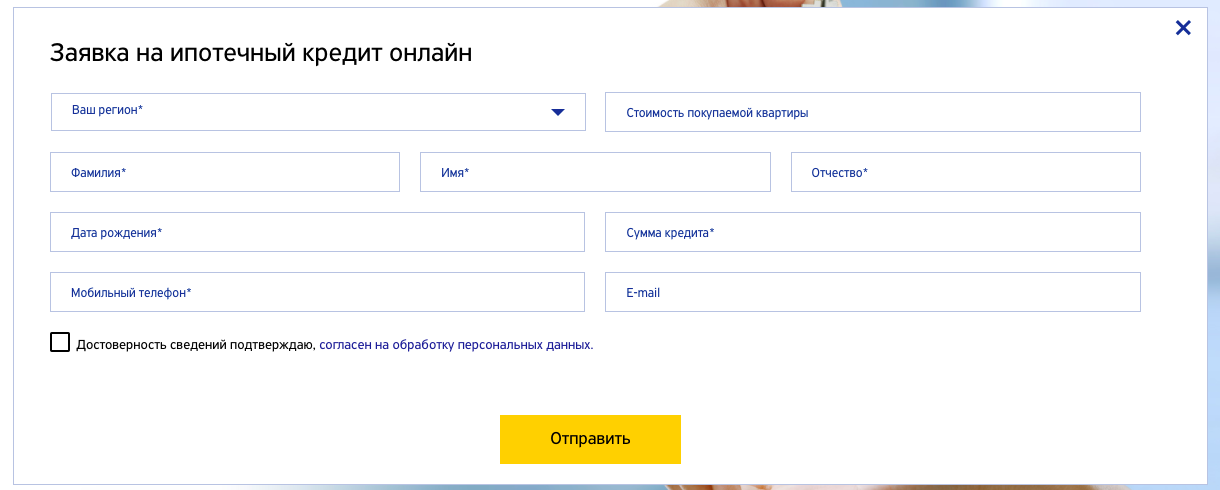 Заявка на ипотечный кредит онлайн
Ваш регион*
Стоимость покупаемой квартиры
Фамилия*
Имя*
Отчество*
Дата рождения*
Сумма кредита*
Мобильный телефон*
E-mail
Достоверность сведений подтверждаю, согласен на обработку персональных данных.
Отправить